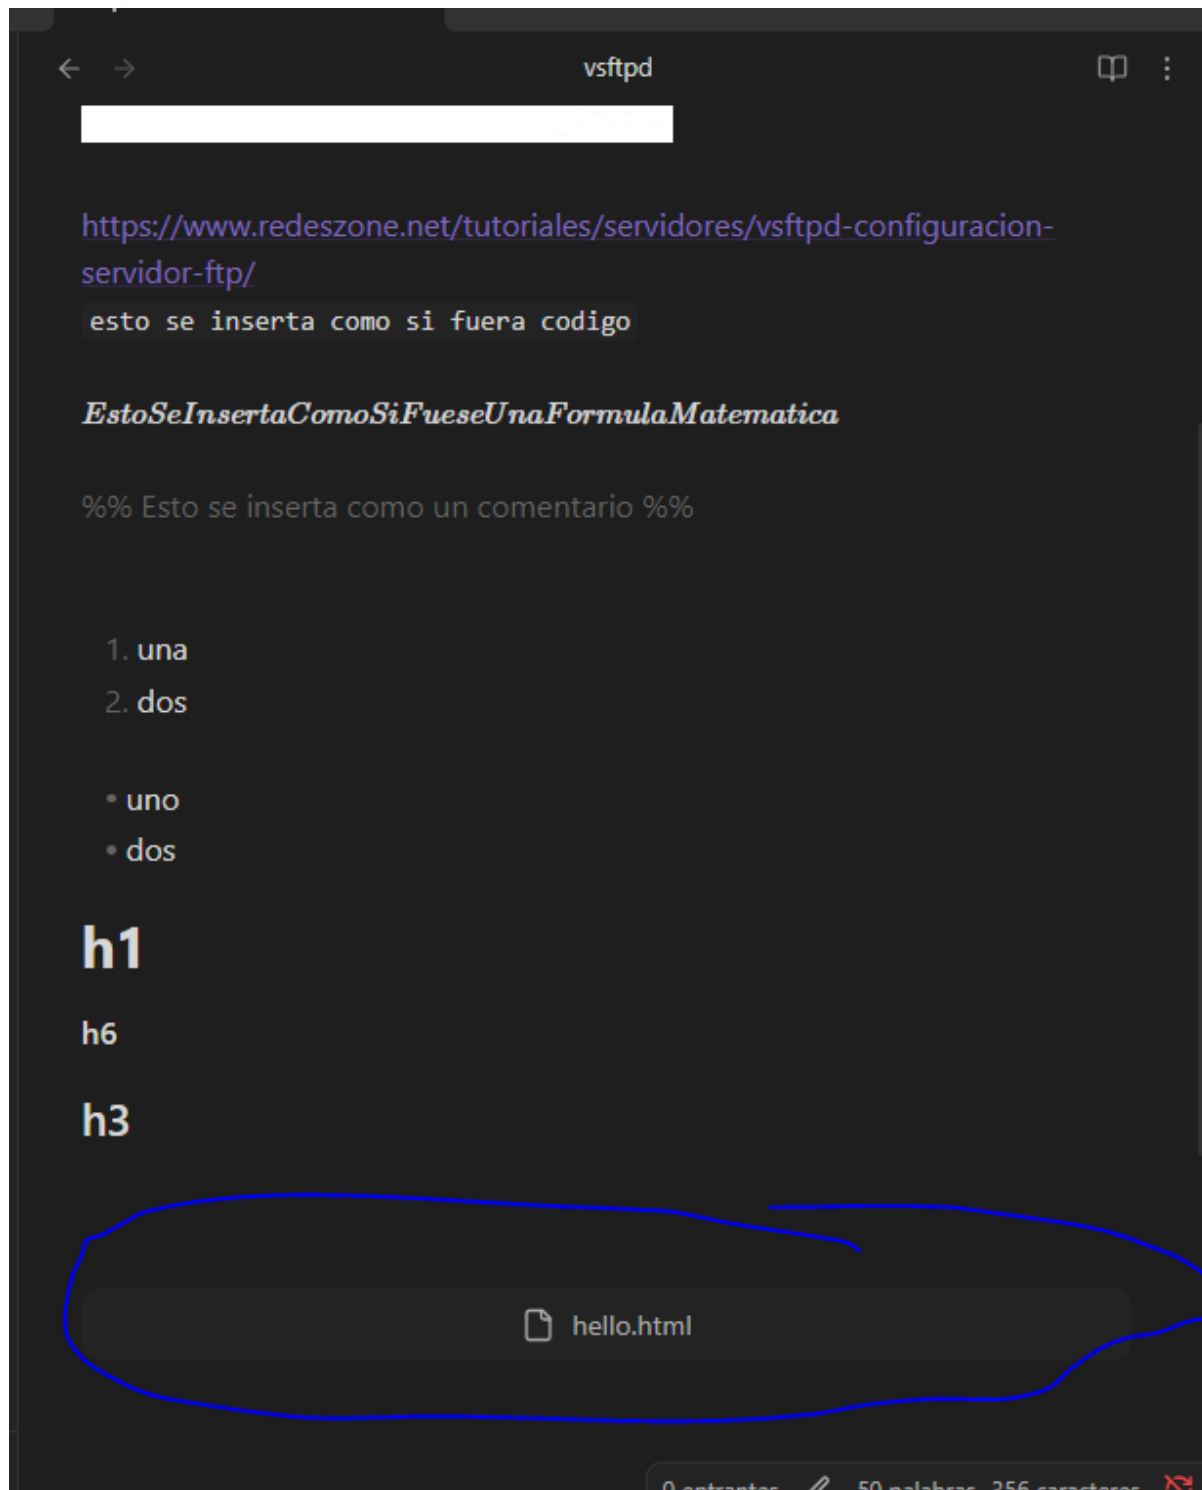 vsftpd
https://www.redeszone.net/tutoriales/servidores/vsftpd-configuracion-
servidor-ftp/
esto se inserta como si fuera codigo
EstoSeInsertaComoSiFueseUnaFormulaMatematica
%% Esto se inserta como un comentario %%
1. una
2. dos
• uno
• dos
h1
h6
h3
hello.html
0 entrantes 50 palabras 356 caracteres